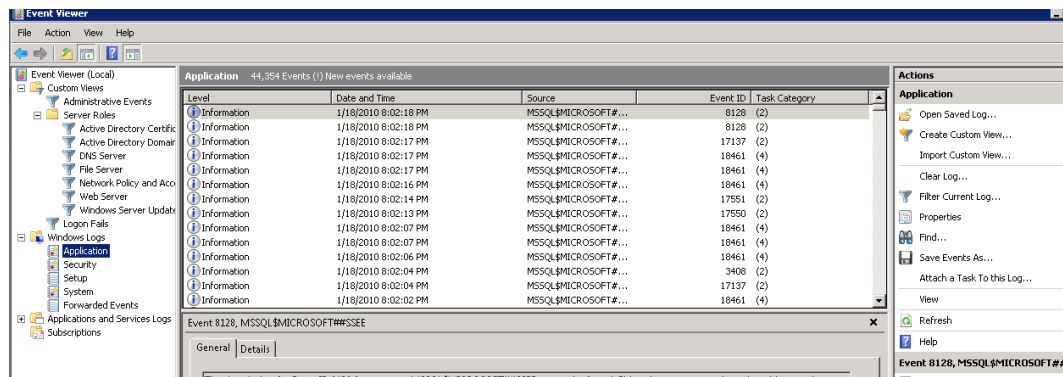 Event Viewer
File Action View Help
Event Viewer (Local)
Custom Views
Administrative Events
Server Roles
Active Directory Certific
Active Directory Domair
DNS Server
File Server
Network Policy and Acc
Web Server
Windows Server Update
Logon Fails
Windows Logs
Application
Security
Setup
System
Forwarded Events
Applications and Services Logs
Subscriptions
Application 44,354 Events (!) New events available
Level Date and Time Source Event ID Task Category
Information 1/18/2010 8:02:18 PM MSSQL$MICROSOFT#... 8128 (2)
Information 1/18/2010 8:02:18 PM MSSQL$MICROSOFT#... 8128 (2)
Information 1/18/2010 8:02:17 PM MSSQL$MICROSOFT#... 17137 (2)
Information 1/18/2010 8:02:17 PM MSSQL$MICROSOFT#... 18461 (4)
Information 1/18/2010 8:02:17 PM MSSQL$MICROSOFT#... 18461 (4)
Information 1/18/2010 8:02:16 PM MSSQL$MICROSOFT#... 18461 (4)
Information 1/18/2010 8:02:14 PM MSSQL$MICROSOFT#... 17551 (2)
Information 1/18/2010 8:02:13 PM MSSQL$MICROSOFT#... 17550 (2)
Information 1/18/2010 8:02:07 PM MSSQL$MICROSOFT#... 18461 (4)
Information 1/18/2010 8:02:07 PM MSSQL$MICROSOFT#... 18461 (4)
Information 1/18/2010 8:02:06 PM MSSQL$MICROSOFT#... 18461 (4)
Information 1/18/2010 8:02:04 PM MSSQL$MICROSOFT#... 3408 (2)
Information 1/18/2010 8:02:04 PM MSSQL$MICROSOFT#... 17137 (2)
Information 1/18/2010 8:02:02 PM MSSQL$MICROSOFT#... 18461 (4)
Event 8128, MSSQL$MICROSOFT##SSEE
General Details
Actions
Application
Open Saved Log...
Create Custom View...
Import Custom View...
Clear Log...
Filter Current Log...
Properties
Find...
Save Events As...
Attach a Task To this Log...
View
Refresh
Help
Event 8128, MSSQL$MICROSOFT##